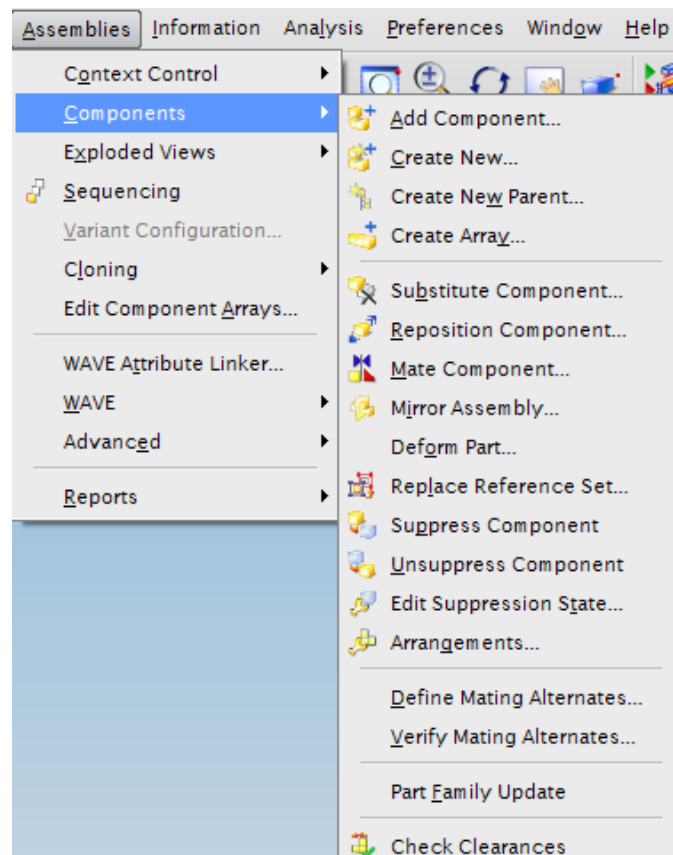 Assemblies Information Analysis Preferences Window Help
Context Control
Components
Exploded Views
Sequencing
Variant Configuration...
Cloning
Edit Component Arrays...
WAVE Attribute Linker...
WAVE
Advanced
Reports
Add Component...
Create New...
Create New Parent...
Create Array...
Substitute Component...
Reposition Component...
Mate Component...
Mirror Assembly...
Deform Part...
Replace Reference Set...
Suppress Component
Unsuppress Component
Edit Suppression State...
Arrangements...
Define Mating Alternates...
Verify Mating Alternates...
Part Family Update
Check Clearances